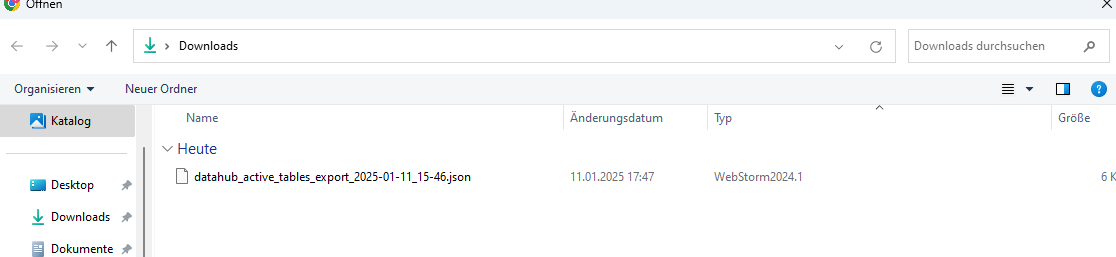 Öffnen
Downloads
Downloads durchsuchen
Organisieren
Neuer Ordner
Katalog
Name
Änderungsdatum
Typ
Größe
Heute
datahub_active_tables_export_2025-01-11_15-46.json
11.01.2025 17:47
WebStorm2024.1
6 K
Desktop
Downloads
Dokumente